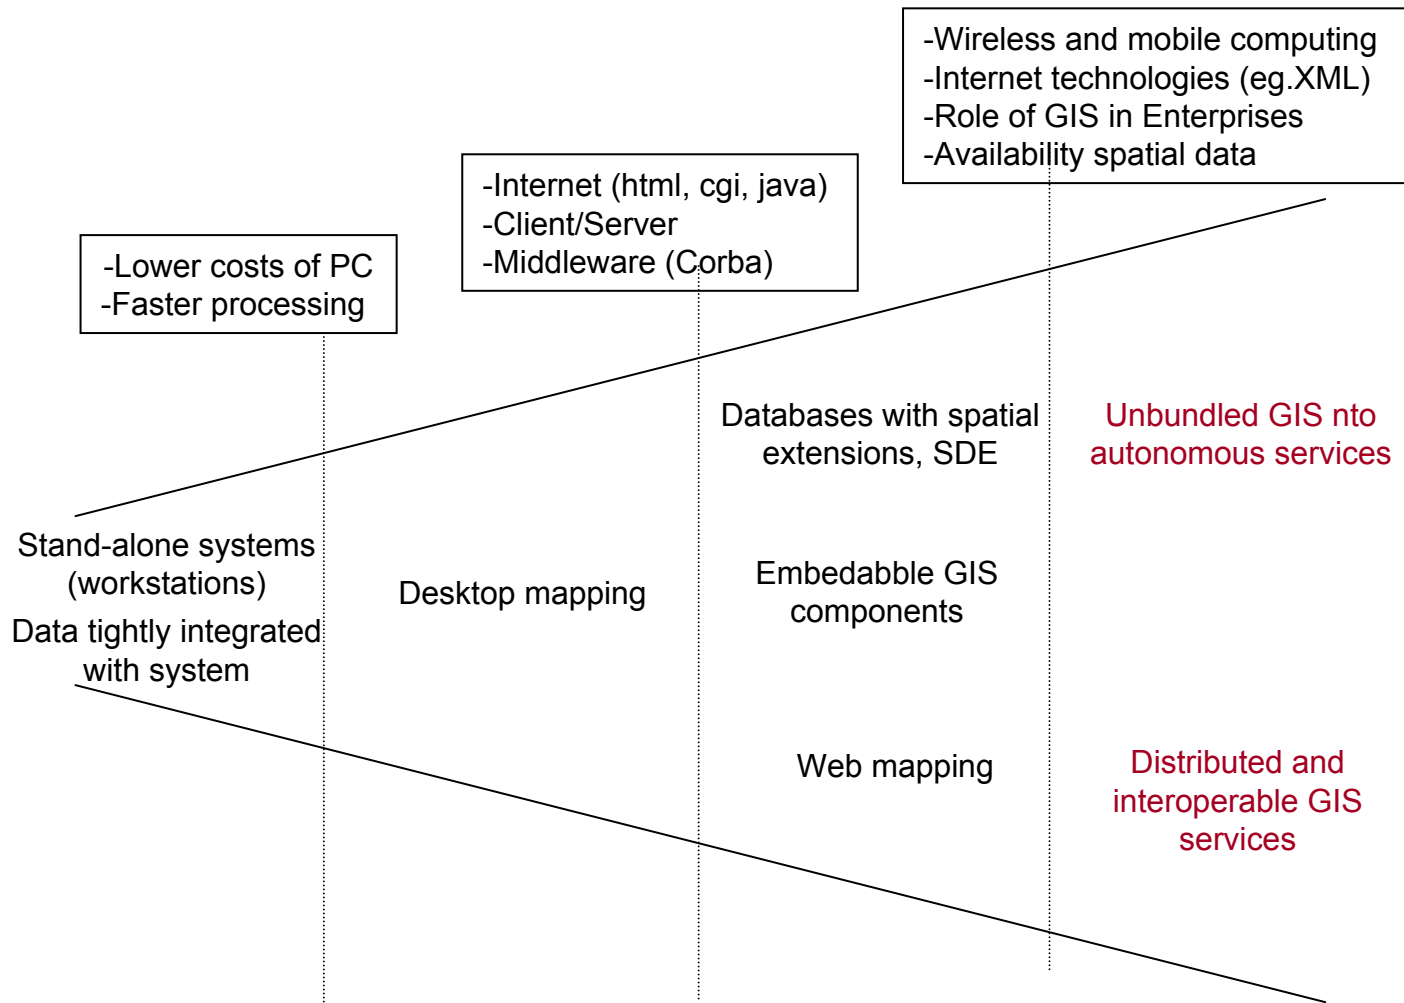 -Wireless and mobile computing
-Internet technologies (eg.XML)
-Role of GIS in Enterprises
-Availability spatial data
-Internet (html, cgi, java)
-Client/Server
-Middleware (Corba)
-Lower costs of PC
-Faster processing
Stand-alone systems
(workstations)
Data tightly integrated
with system
Desktop mapping
Databases with spatial
extensions, SDE
Embedabble GIS
components
Web mapping
Unbundled GIS nto
autonomous services
Distributed and
interoperable GIS
services